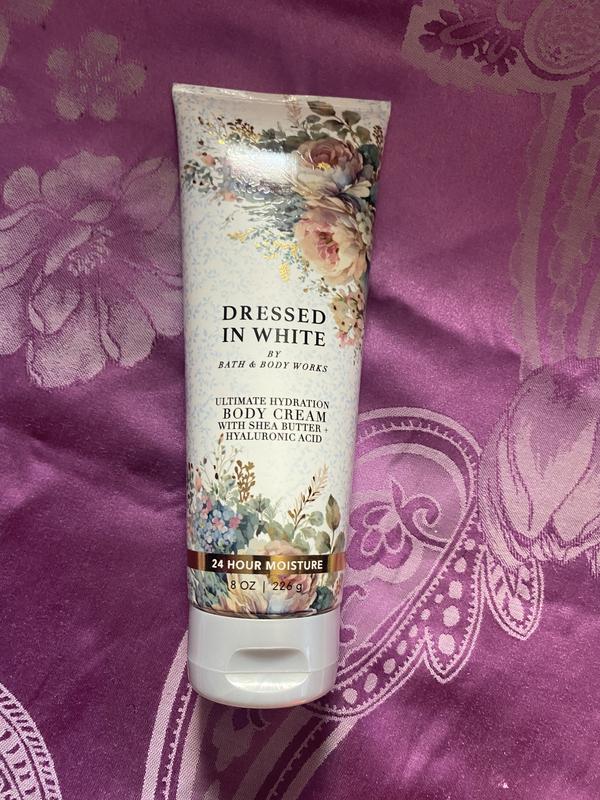 DRESSED
IN WHITE
BY
BATH & BODY WORKS
ULTIMATE HYDRATION
BODY CREAM
WITH SHEA BUTTER +
HYALURONIC ACID
24 HOUR MOISTURE
8 OZ | 226 g